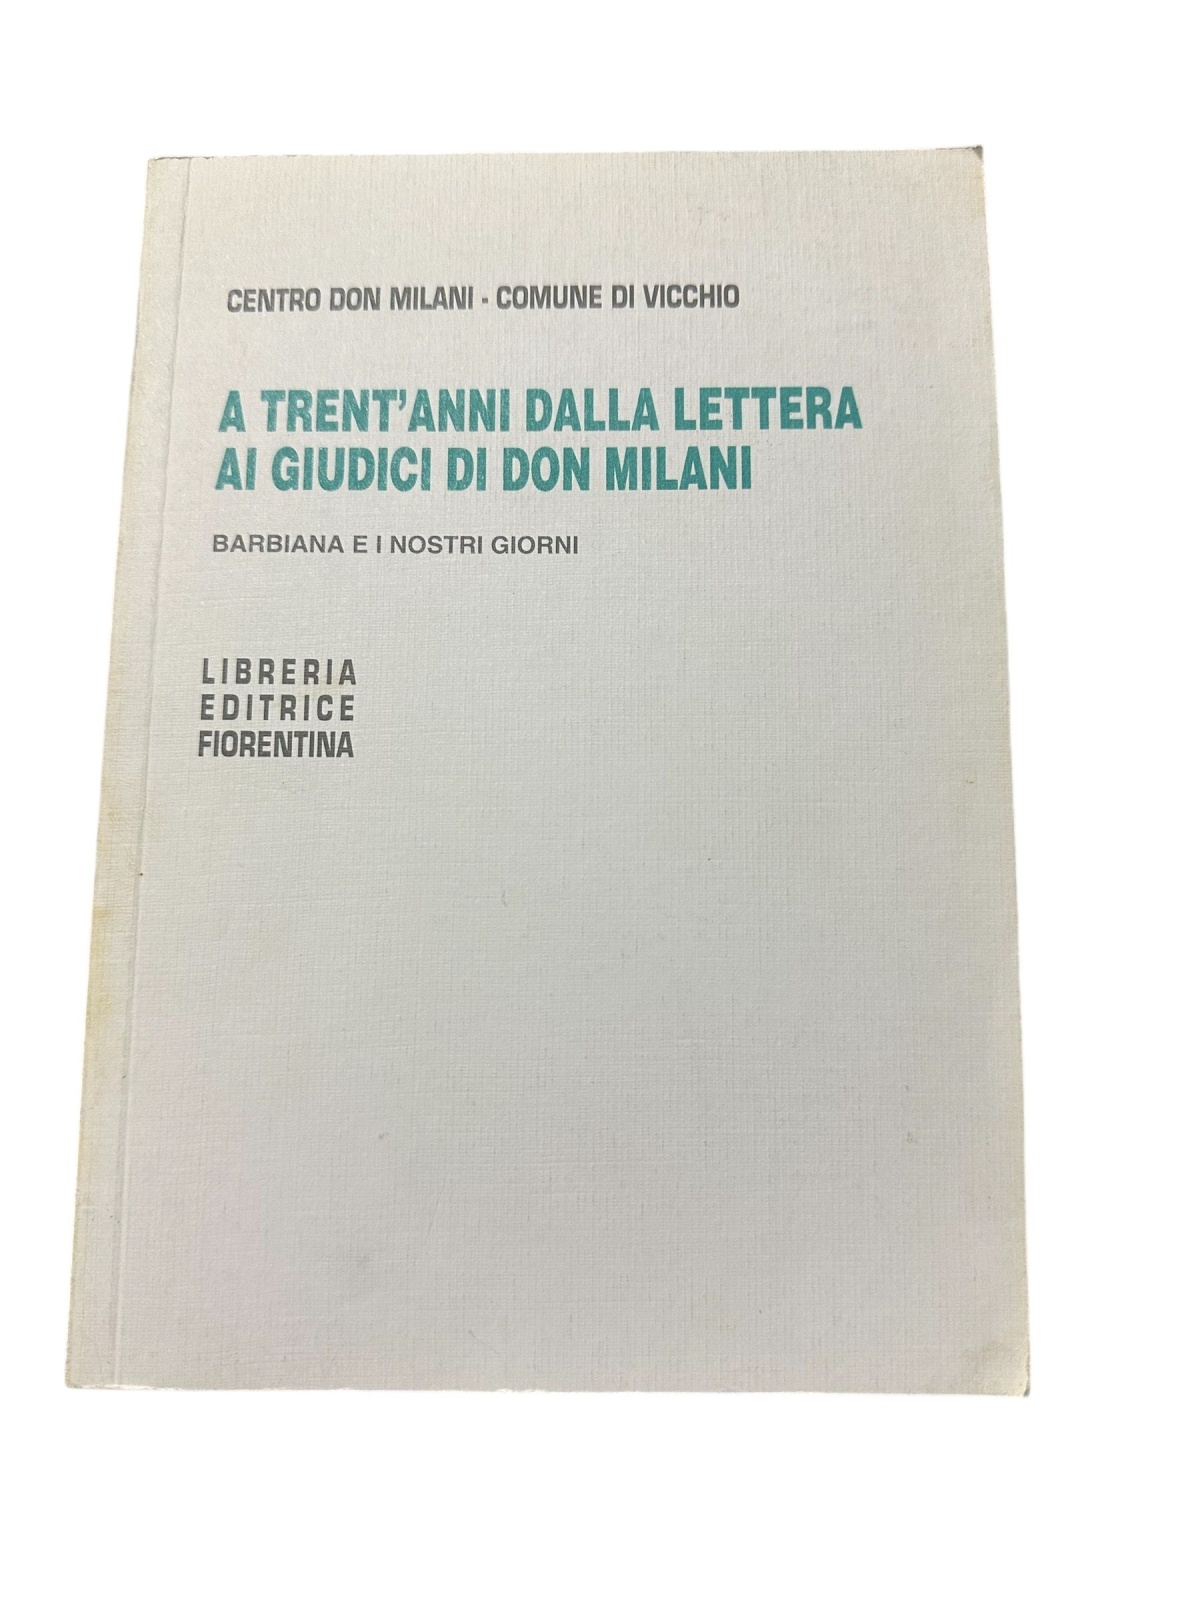 CENTRO DON MILANI - COMUNE DI VICCHIO
A TRENT'ANNI DALLA LETTERA
AI GIUDICI DI DON MILANI
BARBIANA E I NOSTRI GIORNI
LIBRERIA
EDITRICE
FIORENTINA